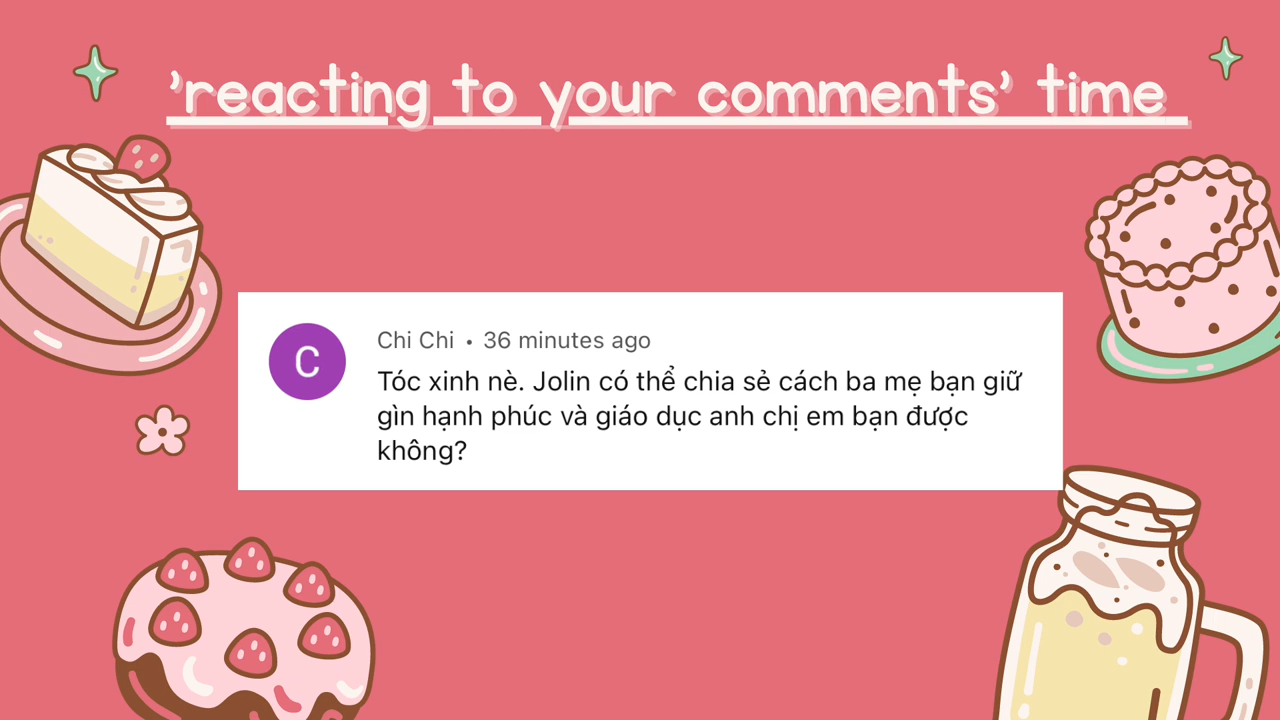 'reacting to your comments' time
C
Chi Chi • 36 minutes ago
Tóc xinh nè. Jolin có thể chia sẻ cách ba mẹ bạn giữ
gìn hạnh phúc và giáo dục anh chị em bạn được
không?